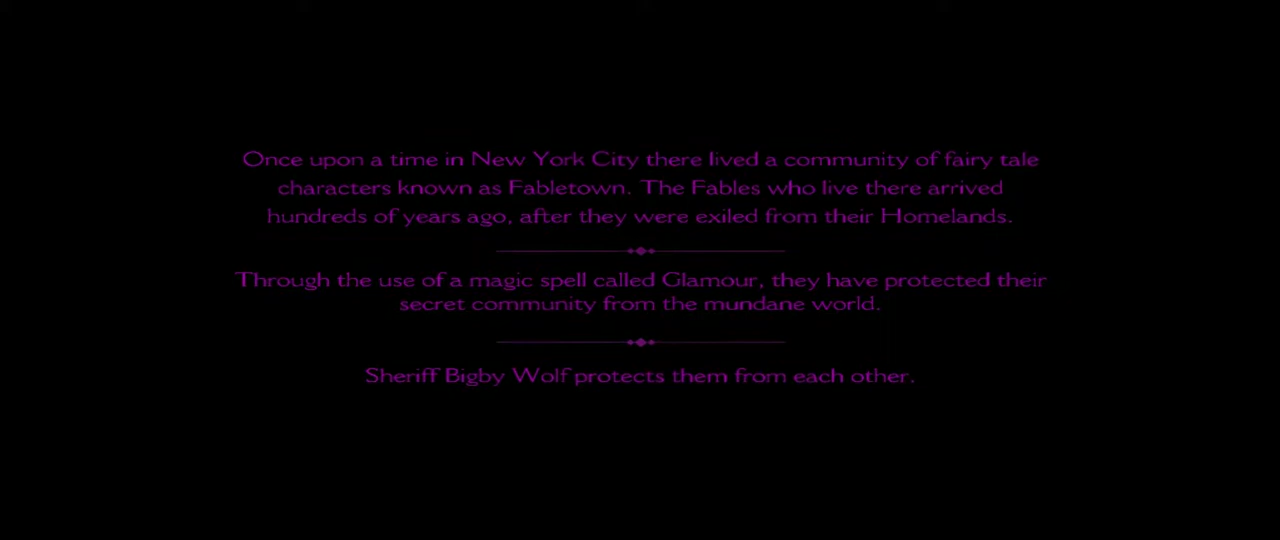 Once upon a time in New York City there lived a community of fairy tale
characters known as Fabletown. The Fables who live there arrived
hundreds of years ago, after they were exiled from their Homelands.
Through the use of a magic spell called Glamour, they have protected their
secret community from the mundane world.
Sheriff Bigby Wolf protects them from each other.